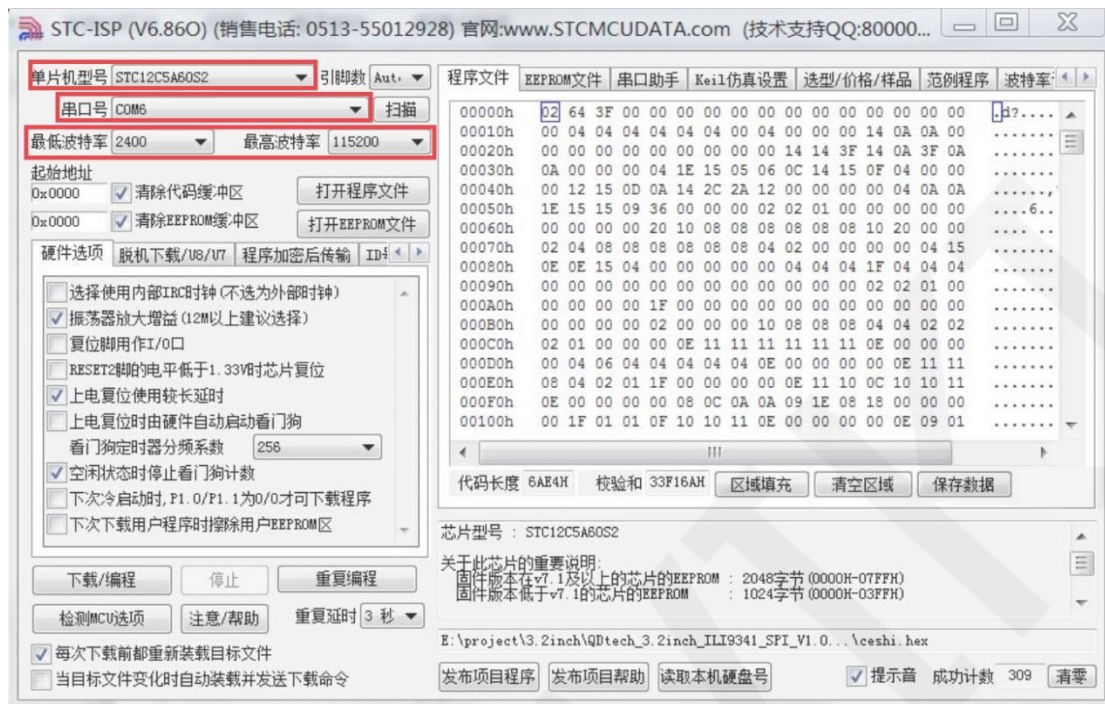 STC-ISP (V6.86O) (销售电话: 0513-55012928) 官网:www.STCMCUDATA.com (技术支持QQ:80000...
单片机型号 STC12C5A60S2 引脚数 Aut
串口号 COM6 扫描
最低波特率 2400 最高波特率 115200
起始地址
0x0000 清除代码缓冲区 打开程序文件
0x0000 清除EEPROM缓冲区 打开EEPROM文件
硬件选项 脱机下载/U8/U7 程序加密后传输
选择使用内部IRC时钟(不选为外部时钟)
振荡器放大增益(12M以上建议选择)
复位脚用作I/O口
RESET2脚的电平低于1.33V时芯片复位
上电复位使用较长延时
上电复位时由硬件自动启动看门狗
看门狗定时器分频系数 256
空闲状态时停止看门狗计数
下次冷启动时,P1.0/P1.1为0/0才可下载程序
下次下载用户程序时擦除用户EEPROM区
下载/编程 停止 重复编程
检测MCU选项 注意/帮助 重复延时 3 秒
每次下载前都重新装载目标文件
当目标文件变化时自动装载并发送下载命令
程序文件 EEPROM文件 串口助手 Keil仿真设置 选型/价格/样品 范例程序 波特率
00000h 02 64 3F 00 00 00 00 00 00 00 00 00 00 00 00 00 .d?....
00010h 00 04 04 04 04 04 04 00 04 00 00 00 14 0A 0A 00 .......
00020h 00 00 00 00 00 00 00 00 00 14 14 3F 14 0A 3F 0A .......
00030h 0A 00 00 00 04 1E 15 05 06 0C 14 15 0F 04 00 00 .......
00040h 00 12 15 0D 0A 14 2C 2A 12 00 00 00 00 04 0A 0A ......,
00050h 1E 15 15 09 36 00 00 00 02 02 01 00 00 00 00 00 ....6..
00060h 00 00 00 00 20 10 08 08 08 08 08 08 10 20 00 00 .... ..
00070h 02 04 08 08 08 08 08 08 04 02 00 00 00 00 04 15 .......
00080h 0E 0E 15 04 00 00 00 00 00 04 04 04 1F 04 04 04 .......
00090h 00 00 00 00 00 00 00 00 00 00 00 00 02 02 01 00 .......
000A0h 00 00 00 00 1F 00 00 00 00 00 00 00 00 00 00 00 .......
000B0h 00 00 00 00 02 00 00 00 10 08 08 08 04 04 02 02 .......
000C0h 02 01 00 00 00 0E 11 11 11 11 11 11 0E 00 00 00 .......
000D0h 00 04 06 04 04 04 04 04 0E 00 00 00 00 0E 11 11 .......
000E0h 08 04 02 01 1F 00 00 00 00 0E 11 10 0C 10 10 11 .......
000F0h 0E 00 00 00 00 08 0C 0A 0A 09 1E 08 18 00 00 00 .......
00100h 00 1F 01 01 0F 10 10 11 0E 00 00 00 00 0E 09 01 .......
代码长度 6AE4H 校验和 33F16AH 区域填充 清空区域 保存数据
芯片型号 : STC12C5A60S2
关于此芯片的重要说明:
固件版本在v7.1及以上的芯片的EEPROM : 2048字节(0000H-07FFH)
固件版本低于v7.1的芯片的EEPROM : 1024字节(0000H-03FFH)
E:\project\3.2inch\QDtech_3.2inch_ILI9341_SPI_V1.0...\ceshi.hex
发布项目程序 发布项目帮助 读取本机硬盘号 提示音 成功计数 309 清零